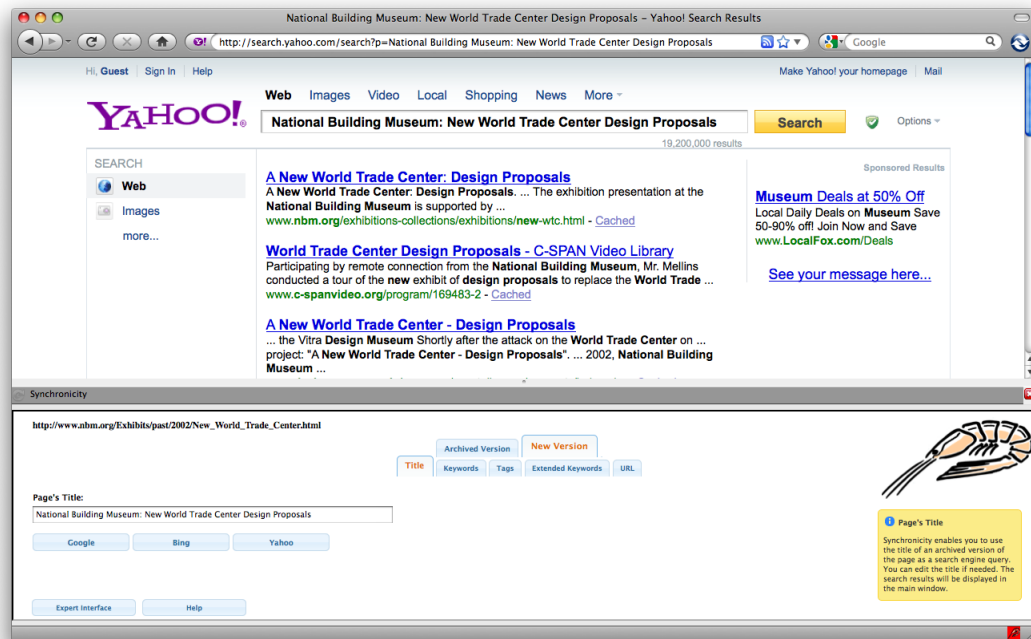 National Building Museum: New World Trade Center Design Proposals – Yahoo! Search Results
http://search.yahoo.com/search?p=National Building Museum: New World Trade Center Design Proposals
Google
Hi, Guest Sign In Help
Make Yahoo! your homepage Mail
YAHOO!®
Web Images Video Local Shopping News More
National Building Museum: New World Trade Center Design Proposals
Search
Options
19,200,000 results
SEARCH
Web
Images
more...
A New World Trade Center: Design Proposals
A New World Trade Center: Design Proposals. ... The exhibition presentation at the
National Building Museum is supported by ...
www.nbm.org/exhibitions-collections/exhibitions/new-wtc.html - Cached
World Trade Center Design Proposals - C-SPAN Video Library
Participating by remote connection from the National Building Museum, Mr. Mellins
conducted a tour of the new exhibit of design proposals to replace the World Trade ...
www.c-spanvideo.org/program/169483-2 - Cached
A New World Trade Center - Design Proposals
... the Vitra Design Museum Shortly after the attack on the World Trade Center on ...
project: "A New World Trade Center - Design Proposals". ... 2002, National Building
Museum ...
Sponsored Results
Museum Deals at 50% Off
Local Daily Deals on Museum Save
50-90% off! Join Now and Save
www.LocalFox.com/Deals
See your message here...
Synchronicity
http://www.nbm.org/Exhibits/past/2002/New_World_Trade_Center.html
Archived Version New Version
Title Keywords Tags Extended Keywords URL
Page's Title:
National Building Museum: New World Trade Center Design Proposals
Google Bing Yahoo
Expert Interface Help
Page's Title
Synchronicity enables you to use
the title of an archived version of
the page as a search engine query.
You can edit the title if needed. The
search results will be displayed in
the main window.